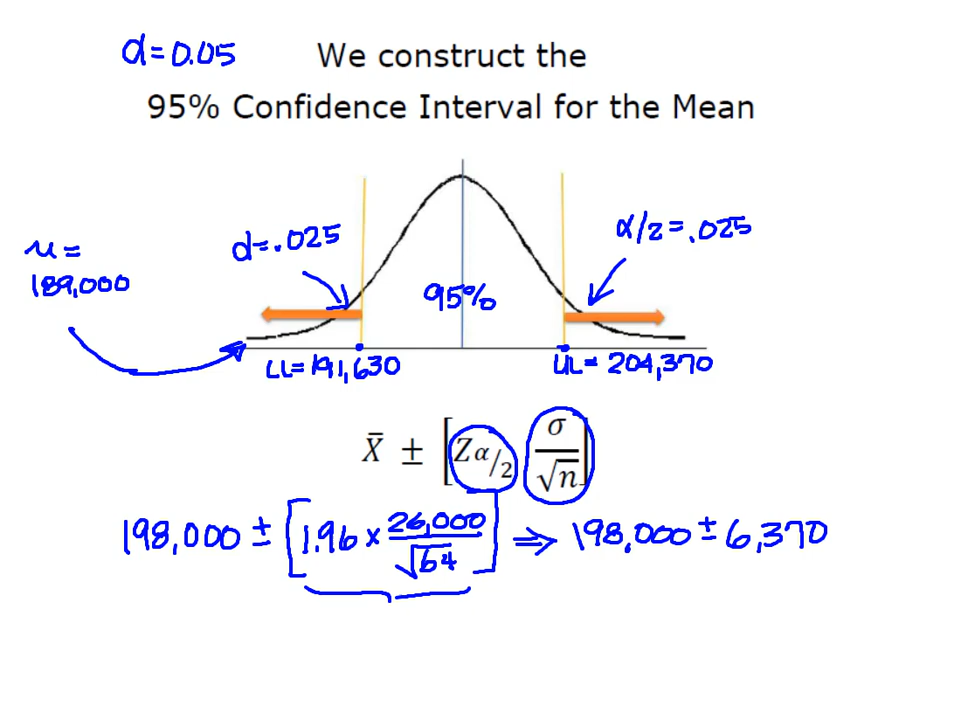 α=0.05
We construct the
95% Confidence Interval for the Mean
μ=
189,000
α=.025
α/2=.025
95%
LL=191,630
UL=204,370
X̄ ± [Zα/2 σ/√n]
198,000 ± [1.96 x 26,000/√64] ⇒ 198,000 ± 6,370